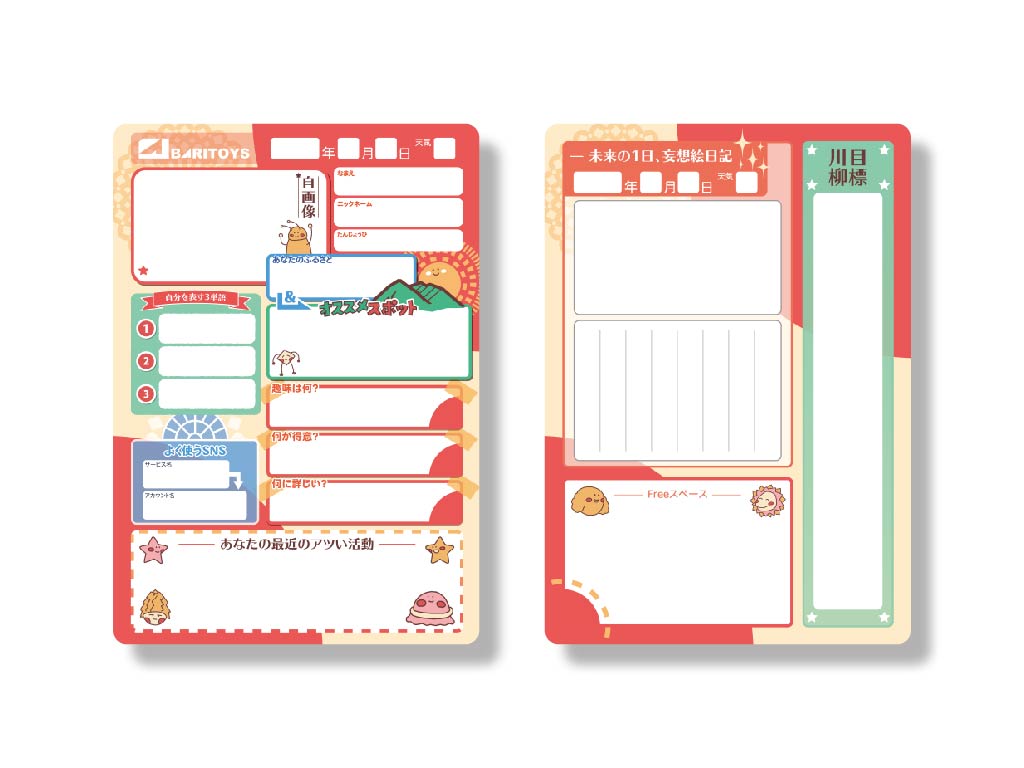 BARITOYS
年 月 日 天気
自画像
なまえ
ニックネーム
たんじょうび
あなたのふるさと
&
オススメスポット
自分を表す3単語
1
2
3
趣味は何?
何が得意?
何に詳しい?
よく使うSNS
サービス名
アカウント名
あなたの最近のアツい活動
未来の1日、妄想絵日記
年 月 日 天気
目標
川柳
Freeスペース